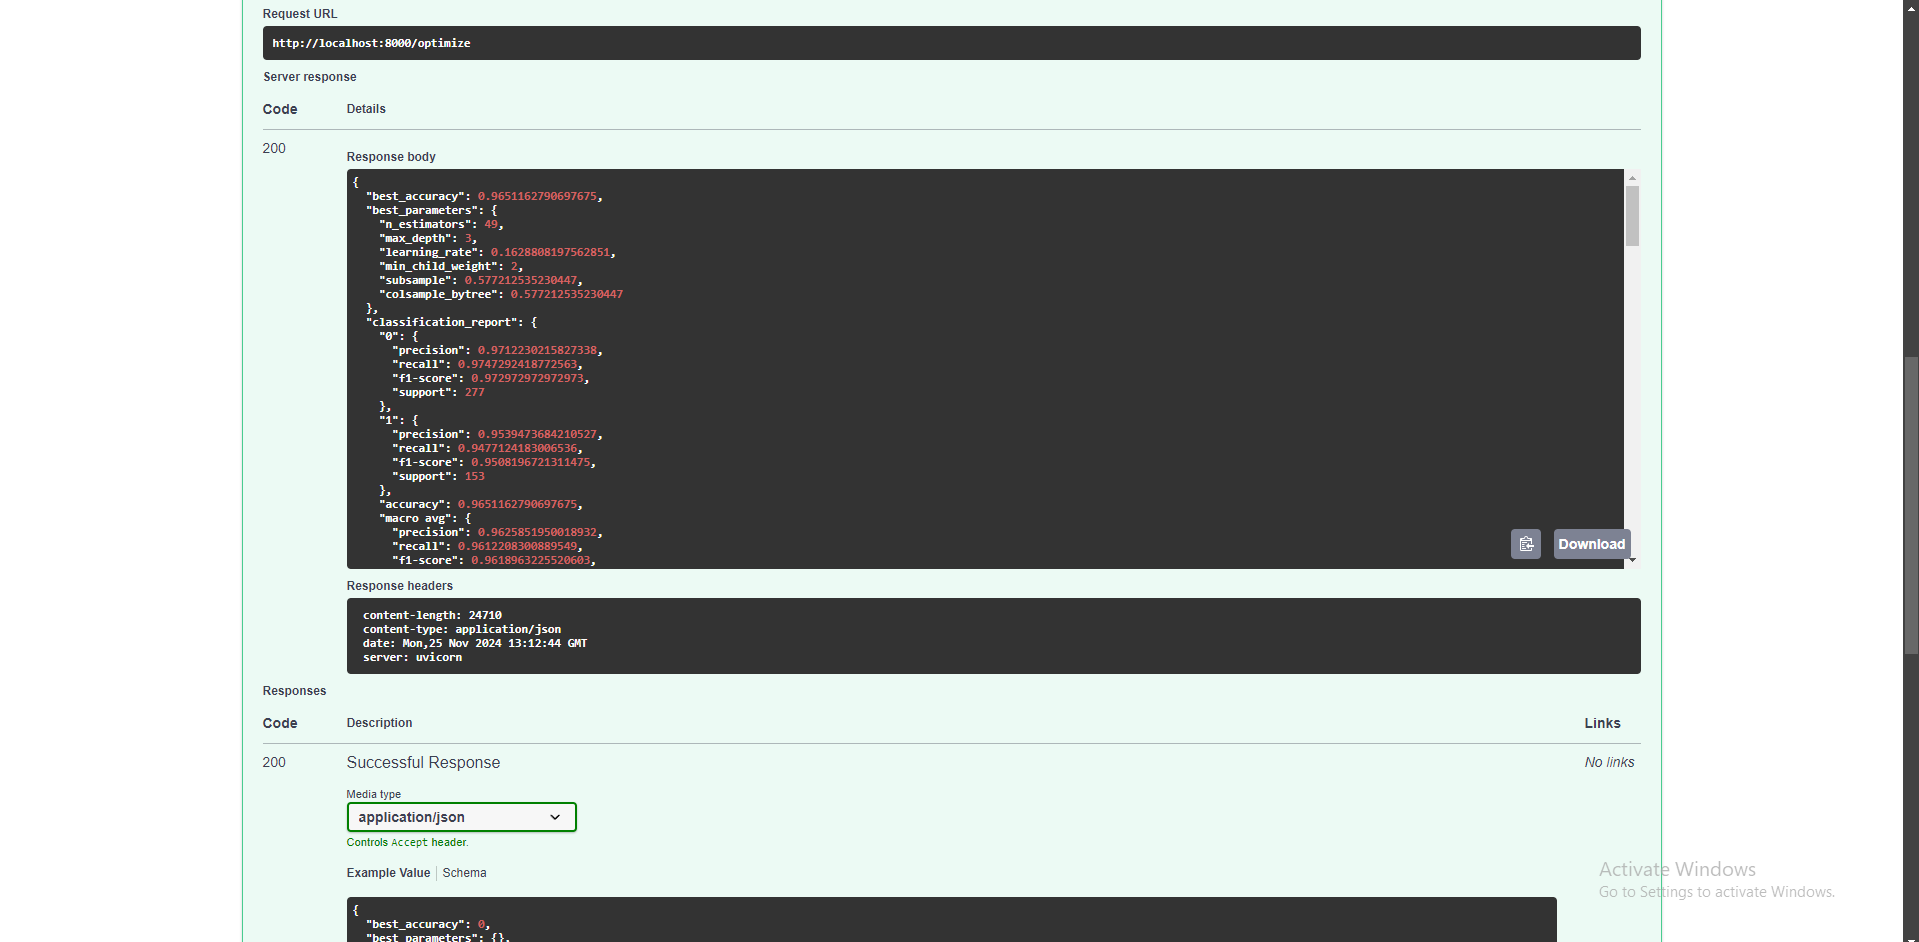 Request URL
http://localhost:8000/optimize
Server response
Code Details
200
Response body
{
"best_accuracy": 0.9651162790697675,
"best_parameters": {
"n_estimators": 49,
"max_depth": 3,
"learning_rate": 0.1628808197562851,
"min_child_weight": 2,
"subsample": 0.577212535230447,
"colsample_bytree": 0.577212535230447
},
"classification_report": {
"0": {
"precision": 0.9712230215827338,
"recall": 0.9747292418772563,
"f1-score": 0.972972972972973,
"support": 277
},
"1": {
"precision": 0.9539473684210527,
"recall": 0.9477124183006536,
"f1-score": 0.9508196721311475,
"support": 153
},
"accuracy": 0.9651162790697675,
"macro avg": {
"precision": 0.9625851950018932,
"recall": 0.9612208300889549,
"f1-score": 0.9618963225520603,
Download
Response headers
content-length: 24710
content-type: application/json
date: Mon,25 Nov 2024 13:12:44 GMT
server: uvicorn
Responses
Code Description Links
200 Successful Response No links
Media type
application/json
Controls Accept header.
Example Value Schema
{
"best_accuracy": 0,
"best_parameters": {},
Activate Windows
Go to Settings to activate Windows.